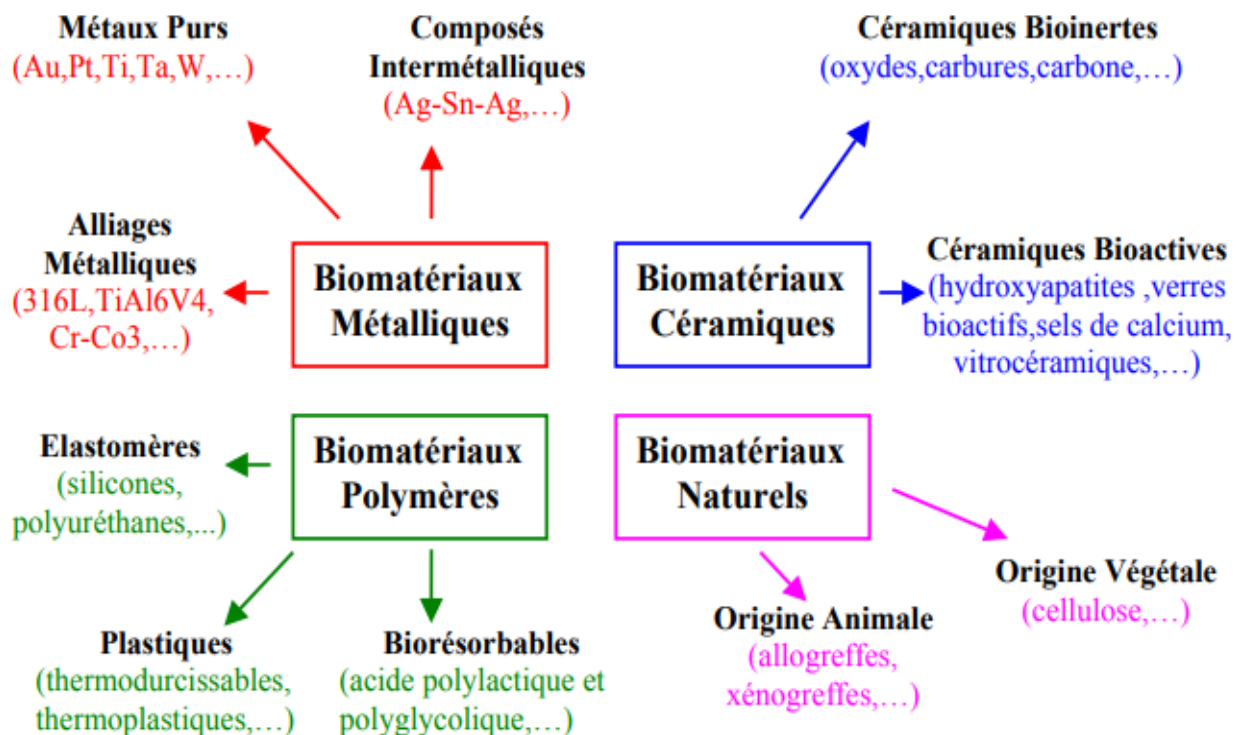 Métaux Purs
(Au,Pt,Ti,Ta,W,…)
Composés
Intermétalliques
(Ag-Sn-Ag,…)
Céramiques Bioinertes
(oxydes,carbures,carbone,…)
Alliages
Métalliques
(316L,TiAl6V4,
Cr-Co3,…)
Biomatériaux
Métalliques
Biomatériaux
Céramiques
Céramiques Bioactives
(hydroxyapatites ,verres
bioactifs,sels de calcium,
vitrocéramiques,…)
Elastomères
(silicones,
polyuréthanes,...)
Biomatériaux
Polymères
Biomatériaux
Naturels
Plastiques
(thermodurcissables,
thermoplastiques,…)
Biorésorbables
(acide polylactique et
polyglycolique,…)
Origine Animale
(allogreffes,
xénogreffes,…)
Origine Végétale
(cellulose,…)